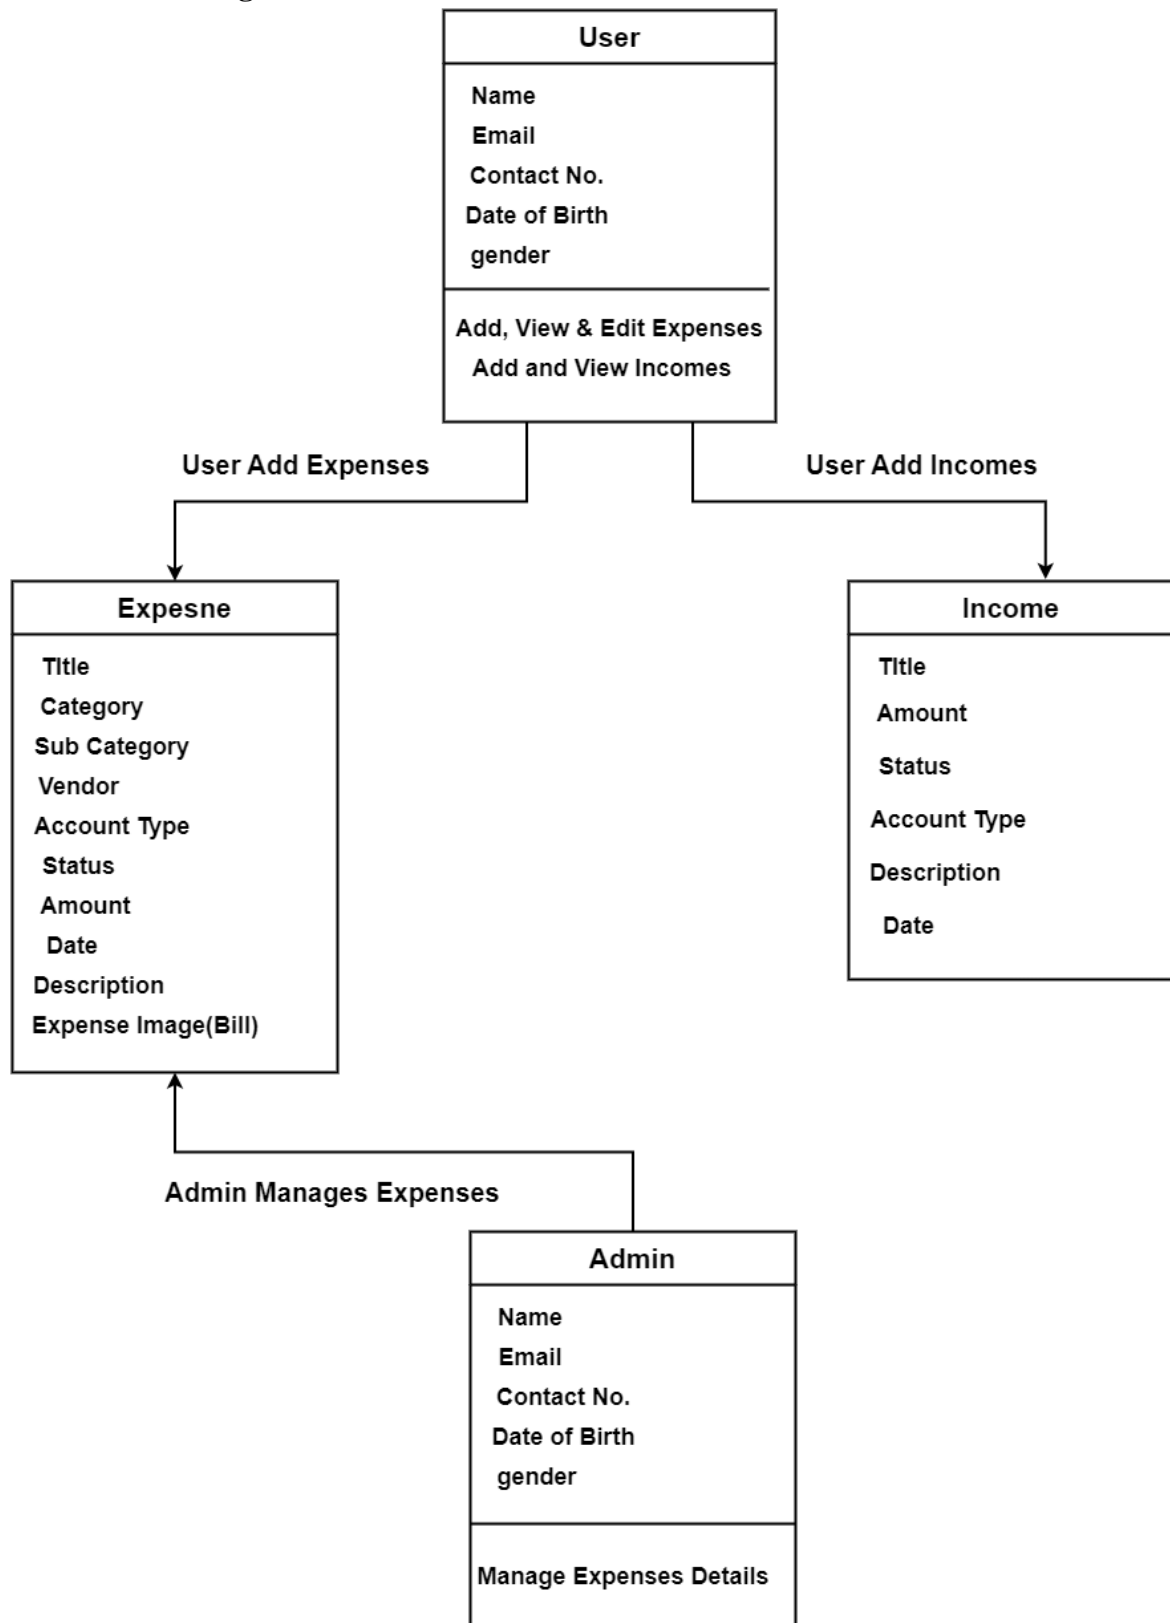 User
Name
Email
Contact No.
Date of Birth
gender
Add, View & Edit Expenses
Add and View Incomes
User Add Expenses
User Add Incomes
Expesne
TItle
Category
Sub Category
Vendor
Account Type
Status
Amount
Date
Description
Expense Image(Bill)
Income
TItle
Amount
Status
Account Type
Description
Date
Admin Manages Expenses
Admin
Name
Email
Contact No.
Date of Birth
gender
Manage Expenses Details